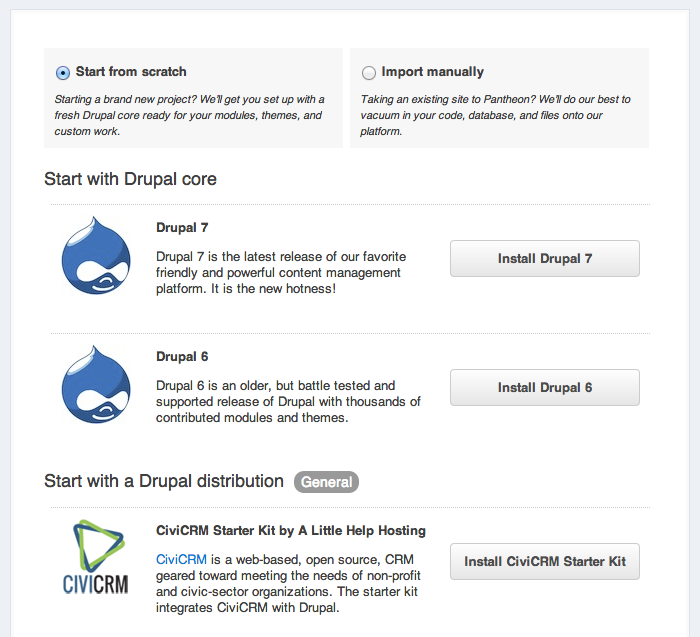 Start from scratch
Starting a brand new project? We'll get you set up with a
fresh Drupal core ready for your modules, themes, and
custom work.
Import manually
Taking an existing site to Pantheon? We'll do our best to
vacuum in your code, database, and files onto our
platform.
Start with Drupal core
Drupal 7
Drupal 7 is the latest release of our favorite
friendly and powerful content management
platform. It is the new hotness!
Install Drupal 7
Drupal 6
Drupal 6 is an older, but battle tested and
supported release of Drupal with thousands of
contributed modules and themes.
Install Drupal 6
Start with a Drupal distribution General
CIVICRM
CiviCRM Starter Kit by A Little Help Hosting
CiviCRM is a web-based, open source, CRM
geared toward meeting the needs of non-profit
and civic-sector organizations. The starter kit
integrates CiviCRM with Drupal.
Install CiviCRM Starter Kit